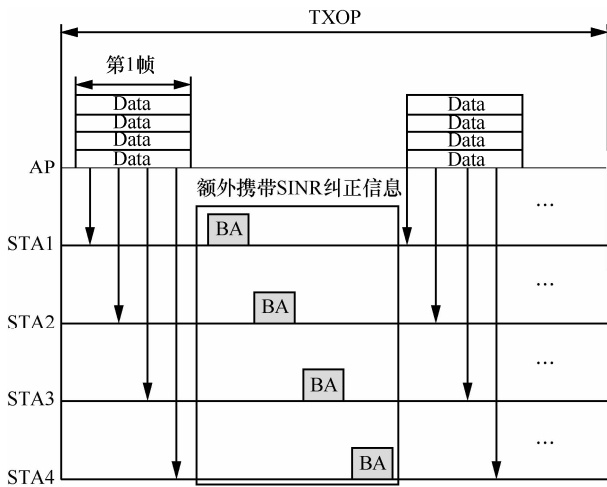 TXOP
第1帧
Data Data
Data Data
Data Data
Data Data
AP
额外携带SINR纠正信息
...
BA
STA1
...
BA
STA2
...
BA
STA3
...
BA
STA4